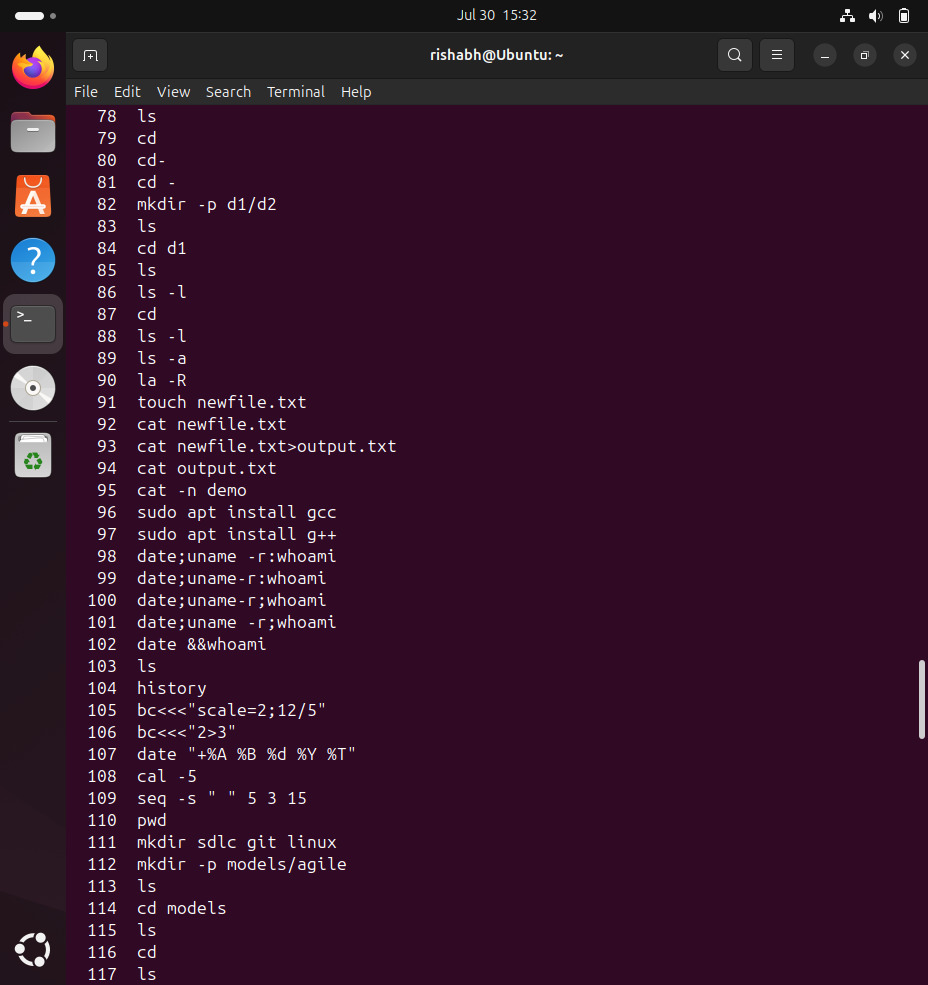 Jul 30 15:32
rishabh@Ubuntu: ~
File Edit View Search Terminal Help
78 ls
79 cd
80 cd-
81 cd -
82 mkdir -p d1/d2
83 ls
84 cd d1
85 ls
86 ls -l
87 cd
88 ls -l
89 ls -a
90 la -R
91 touch newfile.txt
92 cat newfile.txt
93 cat newfile.txt>output.txt
94 cat output.txt
95 cat -n demo
96 sudo apt install gcc
97 sudo apt install g++
98 date;uname -r:whoami
99 date;uname-r:whoami
100 date;uname-r;whoami
101 date;uname -r;whoami
102 date &&whoami
103 ls
104 history
105 bc<<<"scale=2;12/5"
106 bc<<<"2>3"
107 date "+%A %B %d %Y %T"
108 cal -5
109 seq -s " " 5 3 15
110 pwd
111 mkdir sdlc git linux
112 mkdir -p models/agile
113 ls
114 cd models
115 ls
116 cd
117 ls